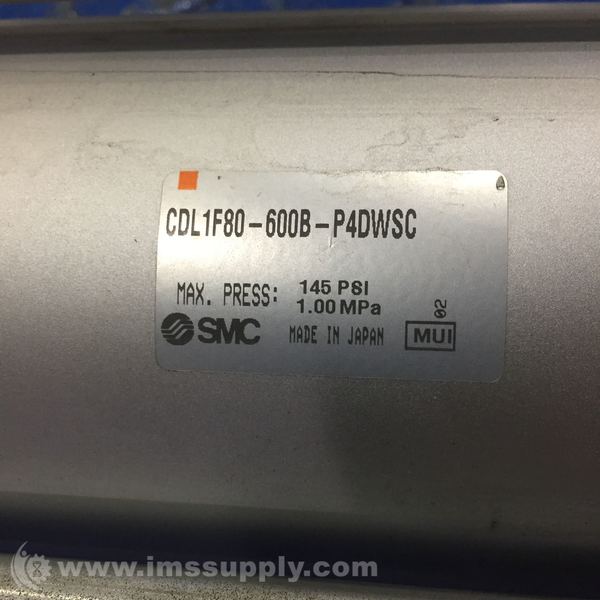 CDL1F80-600B-P4DWSC
MAX. PRESS: 145 PSI
1.00 MPa
SMC MADE IN JAPAN MUI 02
www.imssupply.com